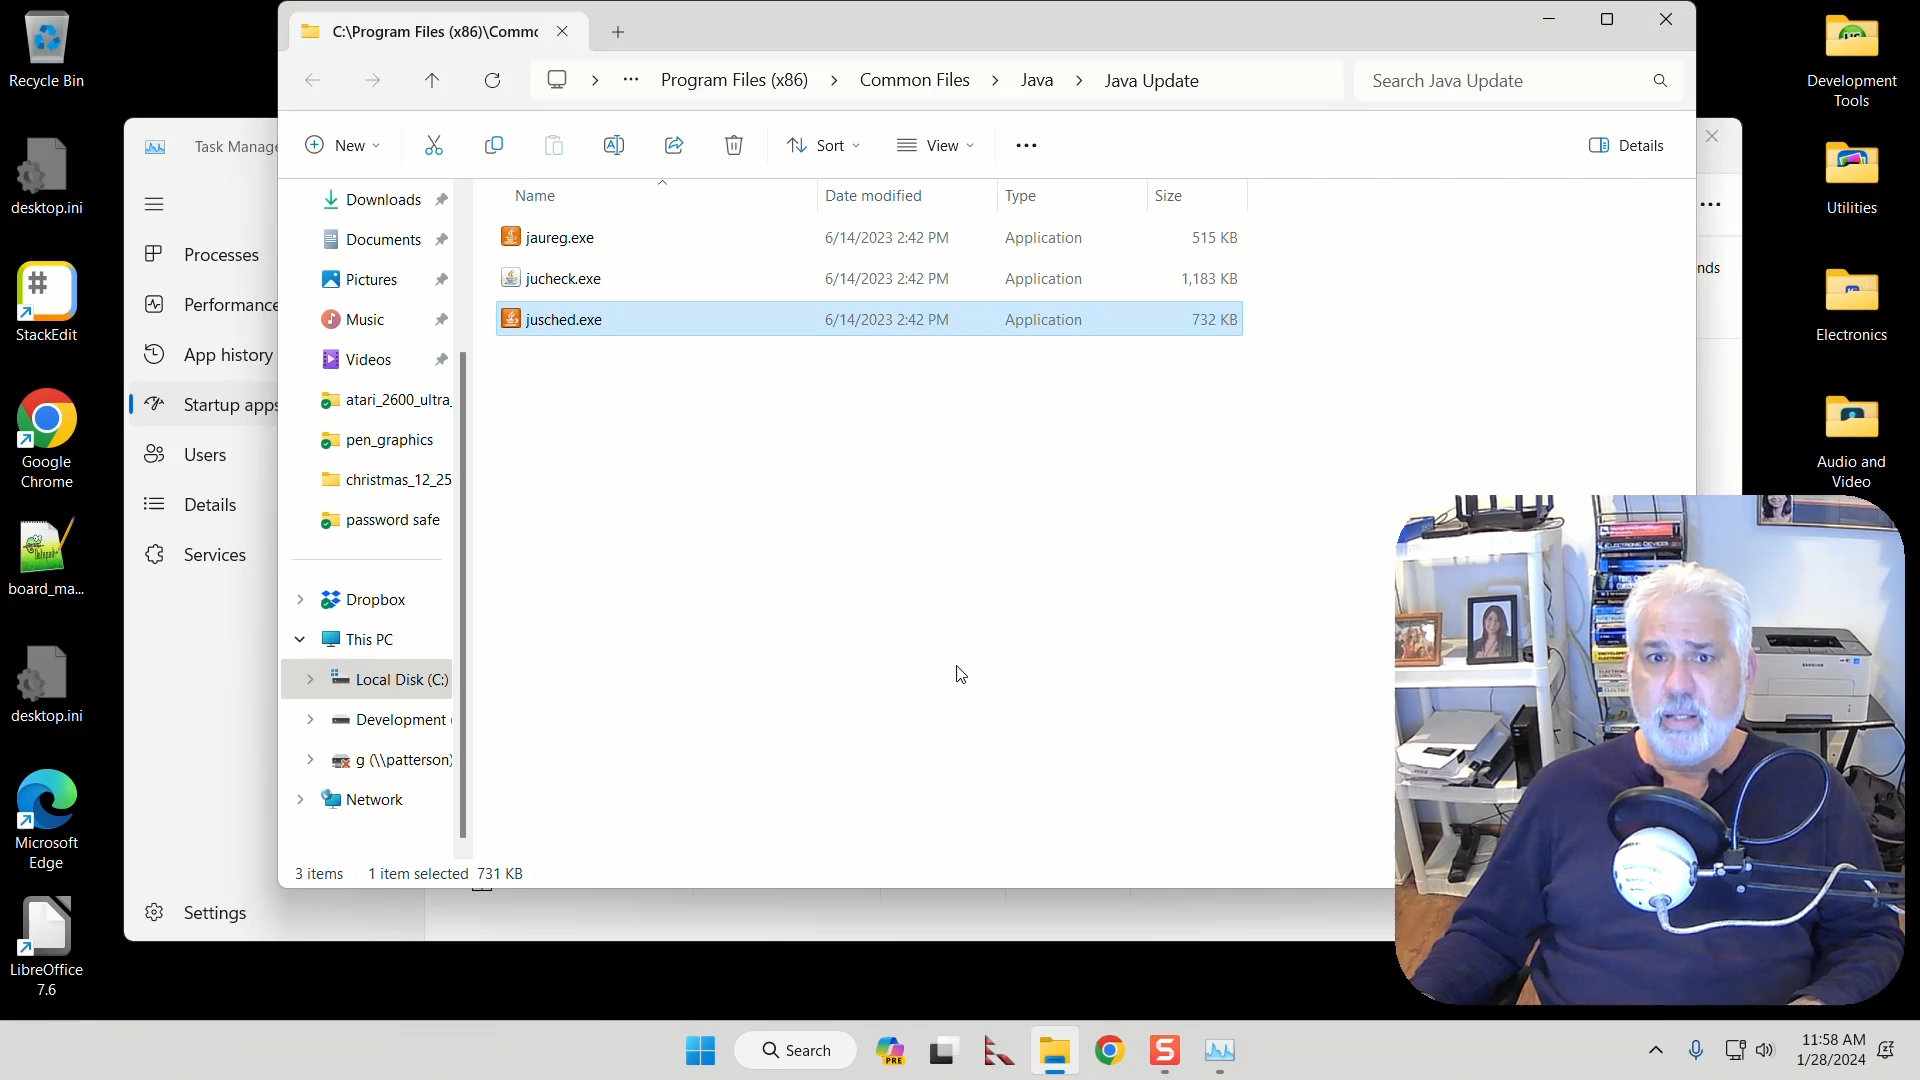 Recycle Bin
desktop.ini
StackEdit
Google
Chrome
board_ma...
desktop.ini
Microsoft
Edge
LibreOffice
7.6
Task Manage
Processes
Performance
App history
Startup apps
Users
Details
Services
Settings
C:\Program Files (x86)\Commo
Program Files (x86)
Common Files
Java
Java Update
Search Java Update
New
Sort
View
Details
Downloads
Documents
Pictures
Music
Videos
atari_2600_ultra_
pen_graphics
christmas_12_25
password safe
Dropbox
This PC
Local Disk (C:)
Development (
g (\\patterson)
Network
Name Date modified Type Size
jaureg.exe 6/14/2023 2:42 PM Application 515 KB
jucheck.exe 6/14/2023 2:42 PM Application 1,183 KB
jusched.exe 6/14/2023 2:42 PM Application 732 KB
3 items 1 item selected 731 KB
nds
Development
Tools
Utilities
Electronics
Audio and
Video
Search
PRE
11:58 AM
1/28/2024